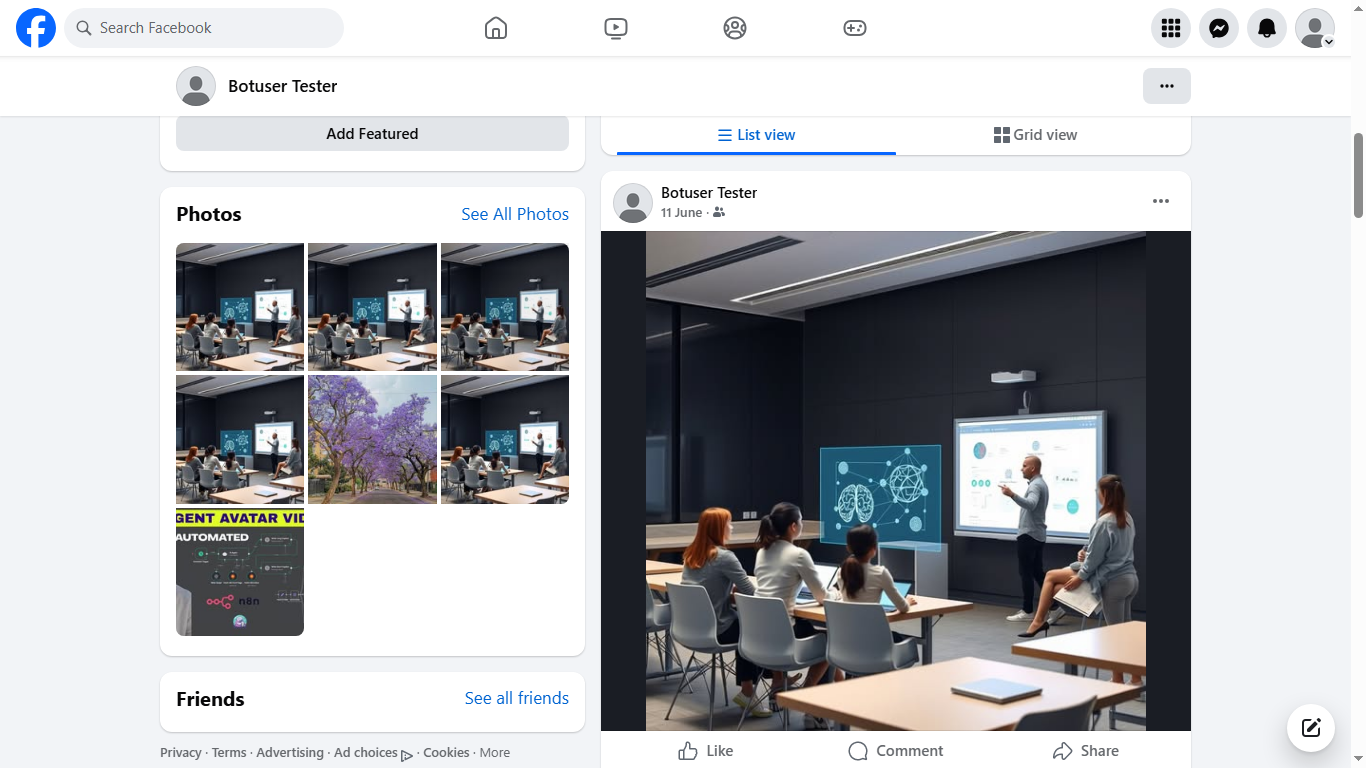 Search Facebook
Botuser Tester
Add Featured
List view
Grid view
Photos
See All Photos
GENT AVATAR VID
AUTOMATED
n8n
Friends
See all friends
Privacy · Terms · Advertising · Ad choices · Cookies · More
Botuser Tester
11 June ·
Like
Comment
Share